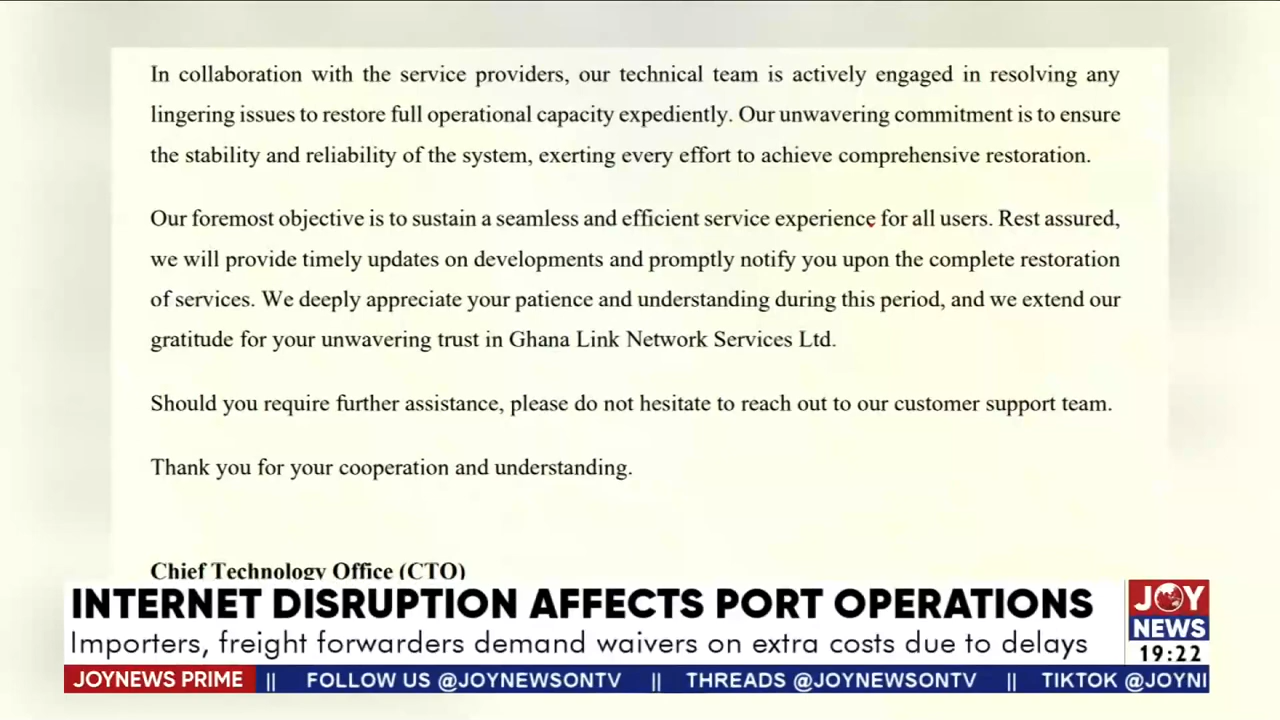 In collaboration with the service providers, our technical team is actively engaged in resolving any
lingering issues to restore full operational capacity expediently. Our unwavering commitment is to ensure
the stability and reliability of the system, exerting every effort to achieve comprehensive restoration.
Our foremost objective is to sustain a seamless and efficient service experience for all users. Rest assured,
we will provide timely updates on developments and promptly notify you upon the complete restoration
of services. We deeply appreciate your patience and understanding during this period, and we extend our
gratitude for your unwavering trust in Ghana Link Network Services Ltd.
Should you require further assistance, please do not hesitate to reach out to our customer support team.
Thank you for your cooperation and understanding.
Chief Technology Office (CTO)
INTERNET DISRUPTION AFFECTS PORT OPERATIONS
Importers, freight forwarders demand waivers on extra costs due to delays
JOY
NEWS
19:22
JOYNEWS PRIME || FOLLOW US @JOYNEWSONTV || THREADS @JOYNEWSONTV || TIKTOK @JOYNI